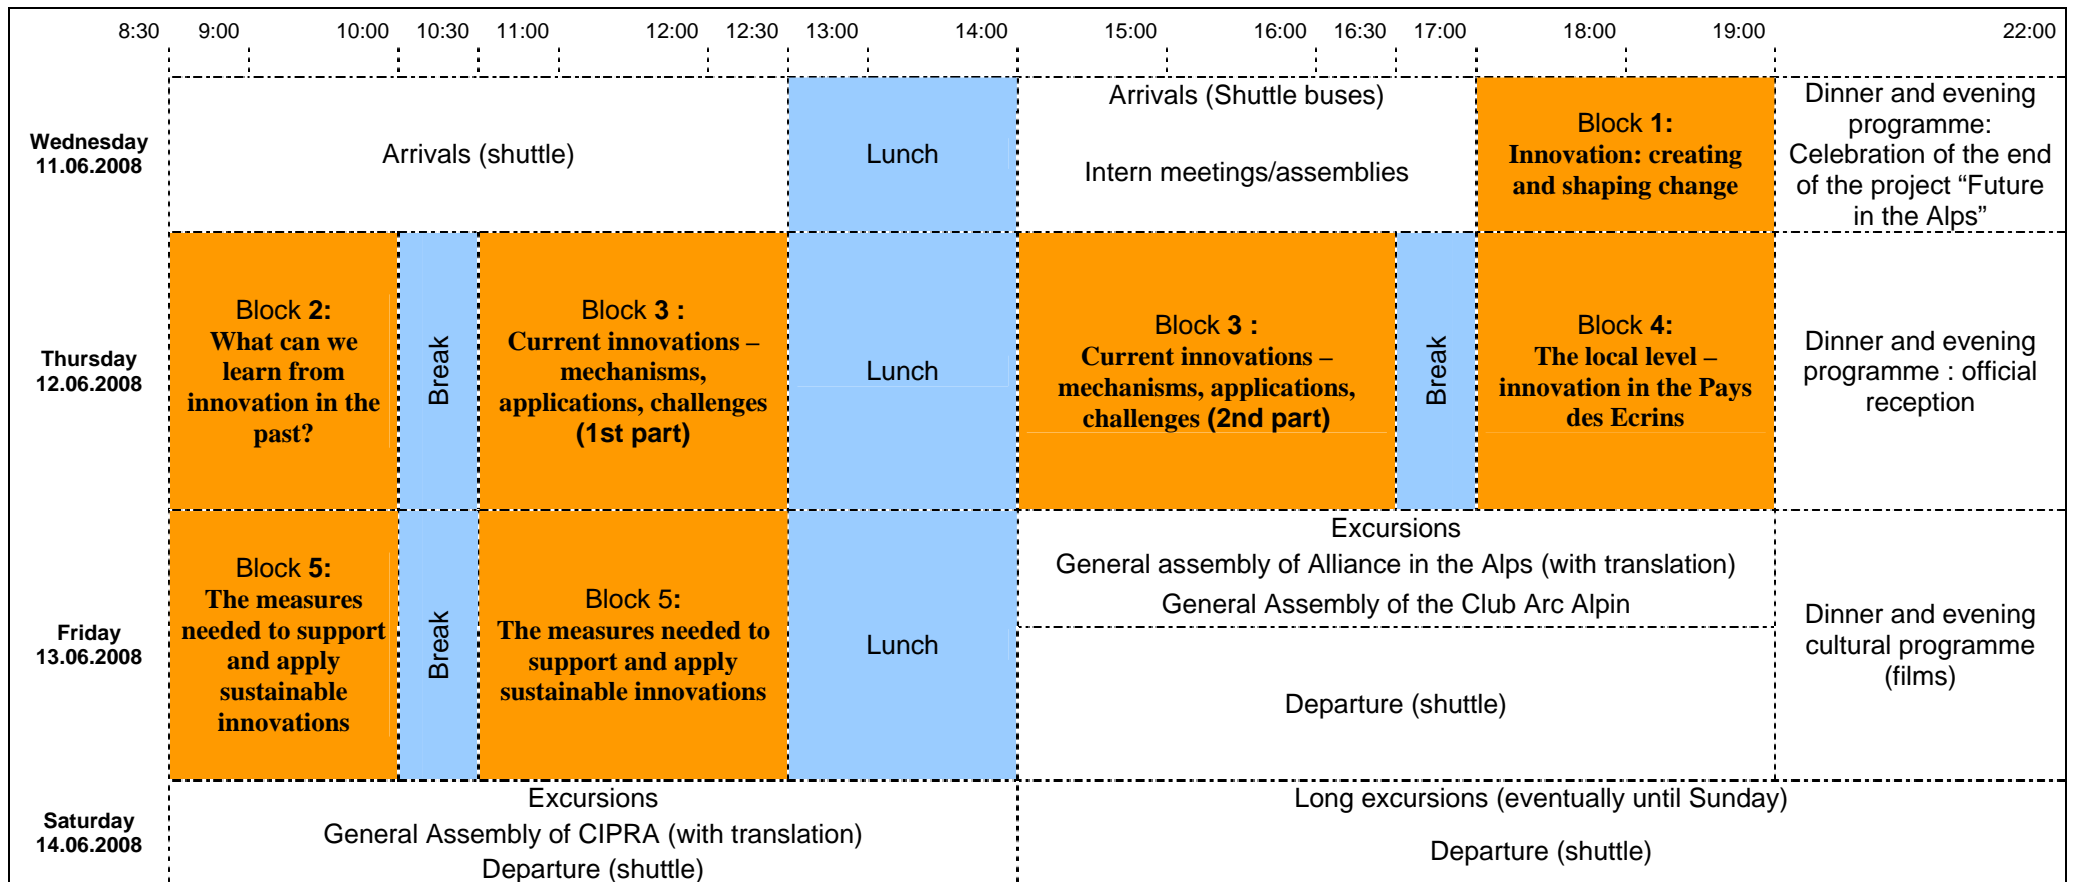 8:30 9:00 10:00 10:30 11:00 12:00 12:30 13:00 14:00 15:00 16:00 16:30 17:00 18:00 19:00 22:00
Wednesday
11.06.2008
Arrivals (shuttle)
Lunch
Arrivals (Shuttle buses)
Intern meetings/assemblies
Block 1:
Innovation: creating
and shaping change
Dinner and evening
programme:
Celebration of the end
of the project “Future
in the Alps”
Thursday
12.06.2008
Block 2:
What can we
learn from
innovation in the
past?
Break
Block 3 :
Current innovations –
mechanisms,
applications, challenges
(1st part)
Lunch
Block 3 :
Current innovations –
mechanisms, applications,
challenges (2nd part)
Break
Block 4:
The local level –
innovation in the Pays
des Ecrins
Dinner and evening
programme : official
reception
Friday
13.06.2008
Block 5:
The measures
needed to support
and apply
sustainable
innovations
Break
Block 5:
The measures needed to
support and apply
sustainable innovations
Lunch
Excursions
General assembly of Alliance in the Alps (with translation)
General Assembly of the Club Arc Alpin
Departure (shuttle)
Dinner and evening
cultural programme
(films)
Saturday
14.06.2008
Excursions
General Assembly of CIPRA (with translation)
Departure (shuttle)
Long excursions (eventually until Sunday)
Departure (shuttle)